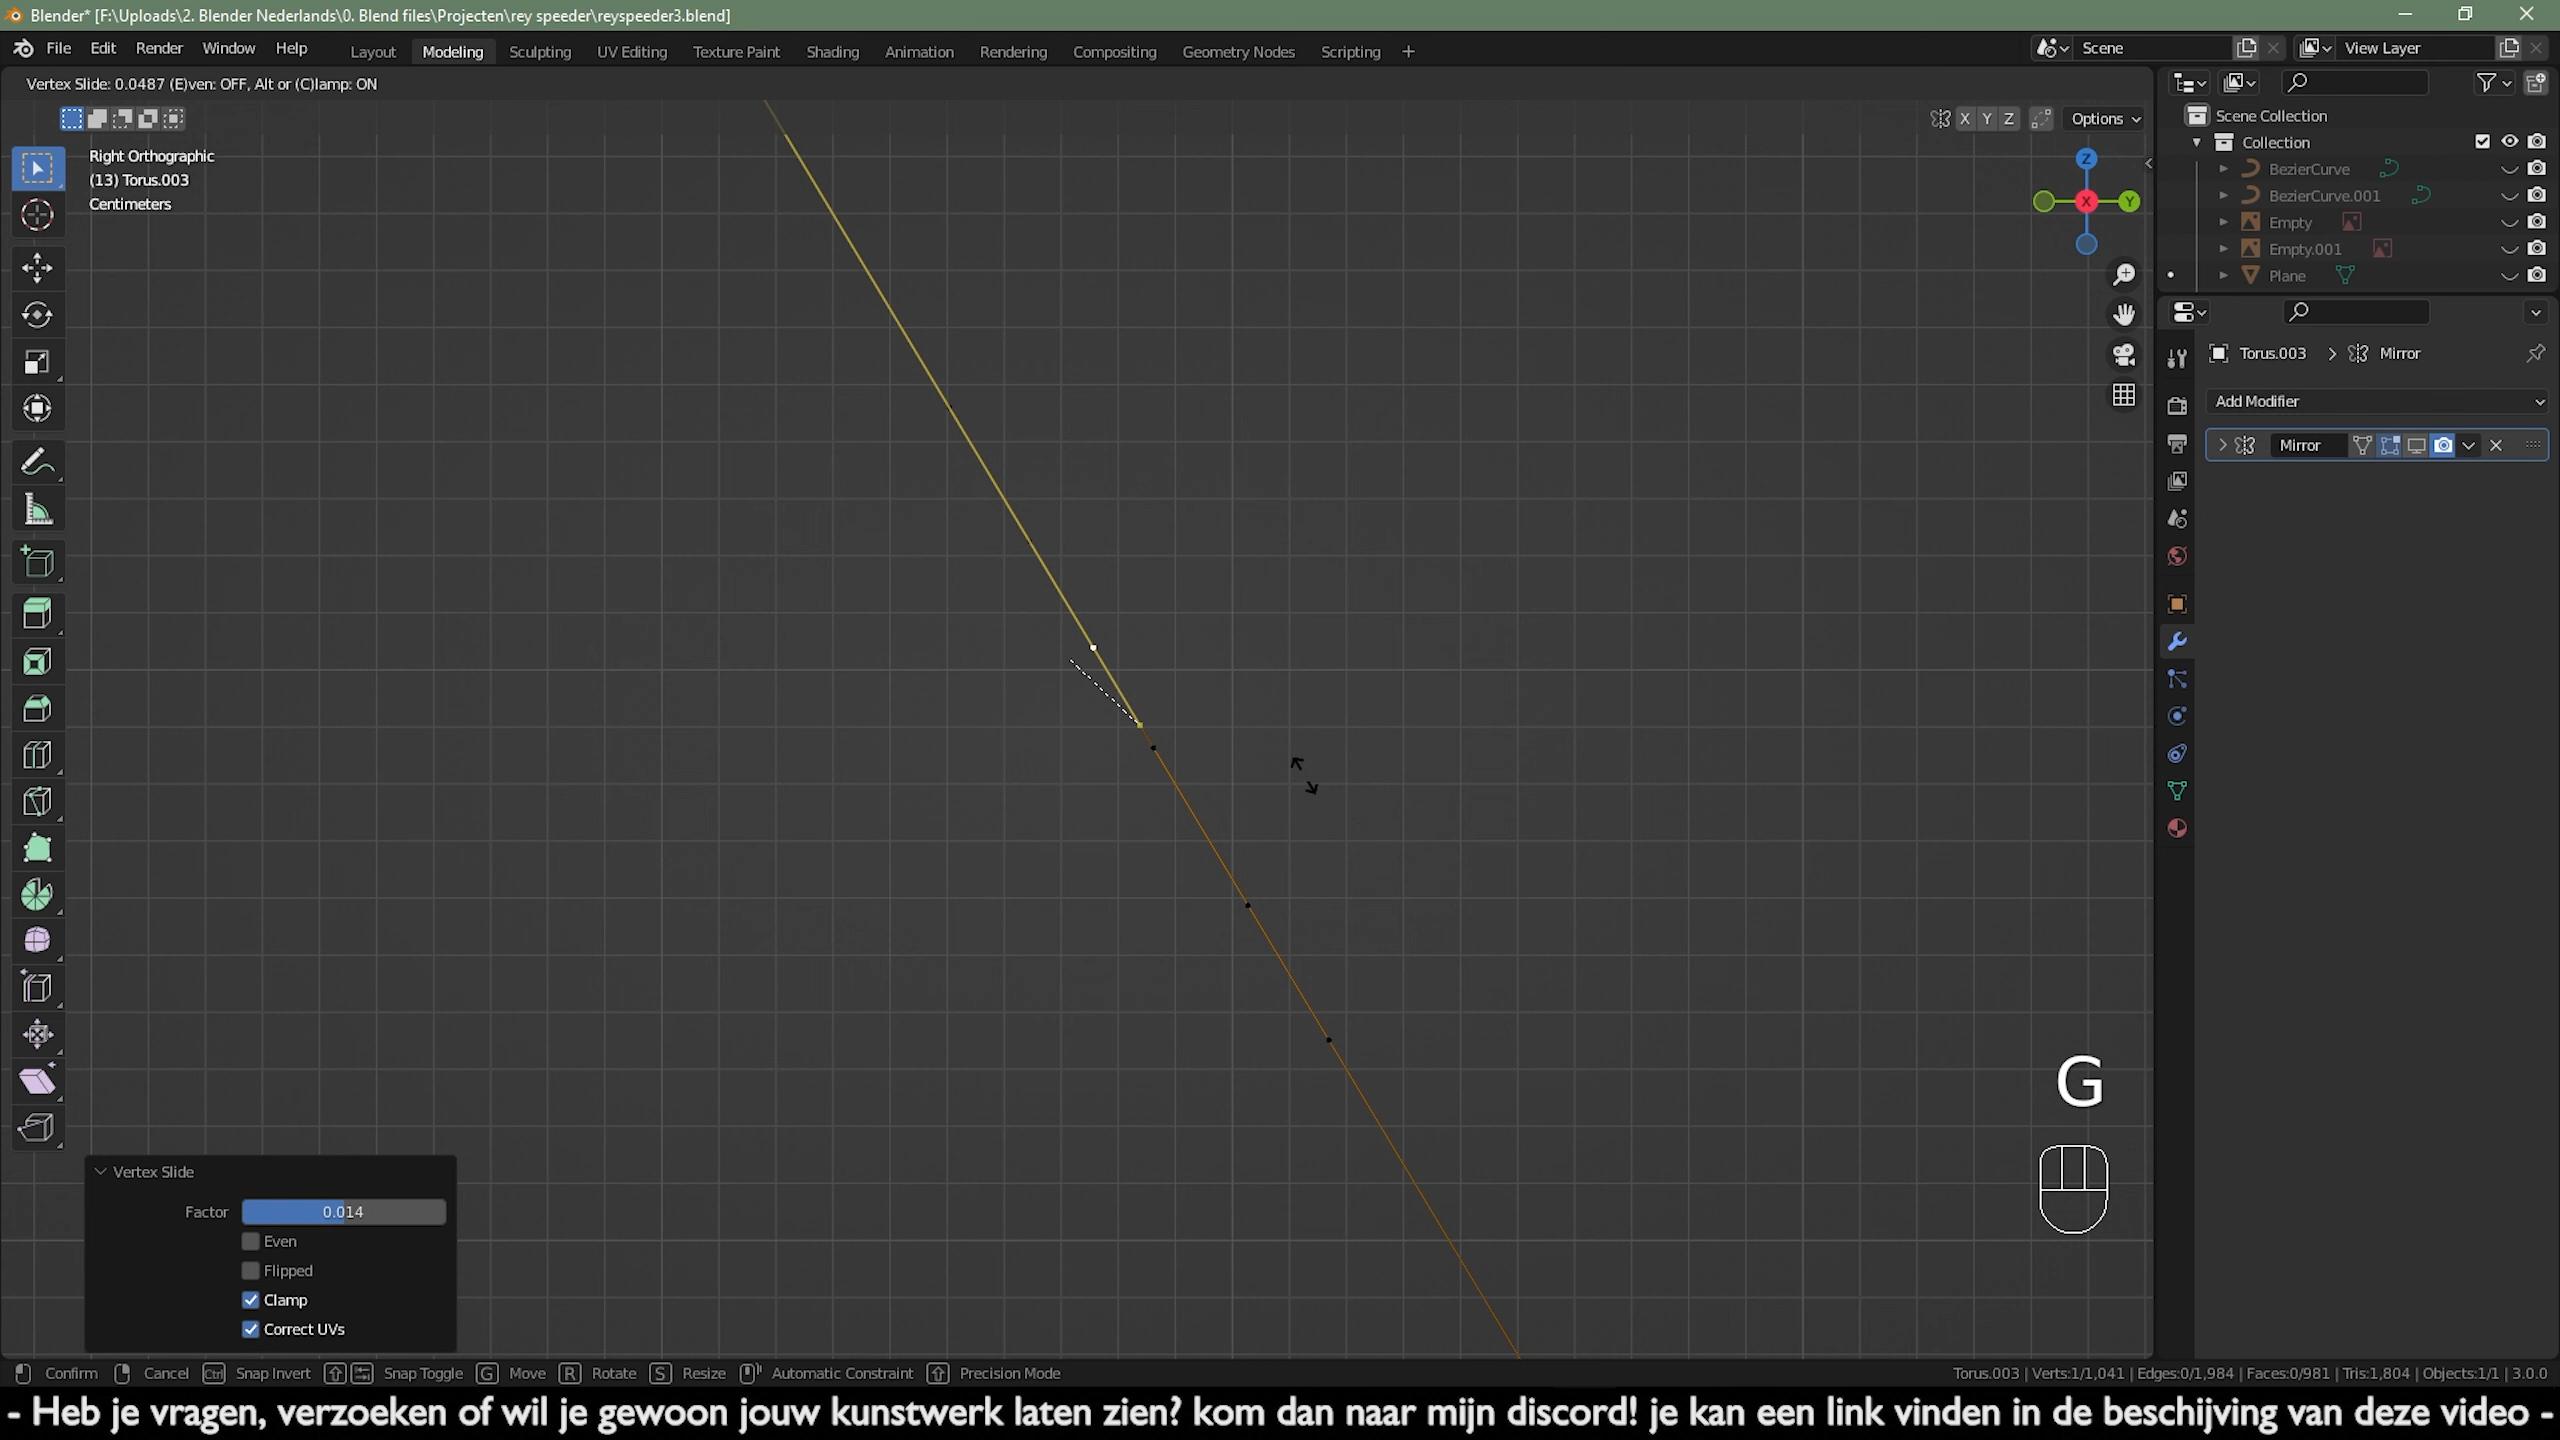 Blender* [F:\Uploads\2. Blender Nederlands\0. Blend files\Projecten\rey speeder\reyspeeder3.blend]
File Edit Render Window Help Layout Modeling Sculpting UV Editing Texture Paint Shading Animation Rendering Compositing Geometry Nodes Scripting + Scene View Layer
Vertex Slide: 0.0487 (E)ven: OFF, Alt or (C)lamp: ON
X Y Z Options
Right Orthographic
(13) Torus.003
Centimeters
Z
Y
X
Scene Collection
Collection
BezierCurve
BezierCurve.001
Empty
Empty.001
Plane
Torus.003 > Mirror
Add Modifier
Mirror
G
Vertex Slide
Factor 0.014
Even
Flipped
Clamp
Correct UVs
Confirm Cancel Ctrl Snap Invert Snap Toggle G Move R Rotate S Resize Automatic Constraint Precision Mode
Torus.003 | Verts:1/1,041 | Edges:0/1,984 | Faces:0/981 | Tris:1,804 | Objects:1/1 | 3.0.0
- Heb je vragen, verzoeken of wil je gewoon jouw kunstwerk laten zien? kom dan naar mijn discord! je kan een link vinden in de beschijving van deze video -